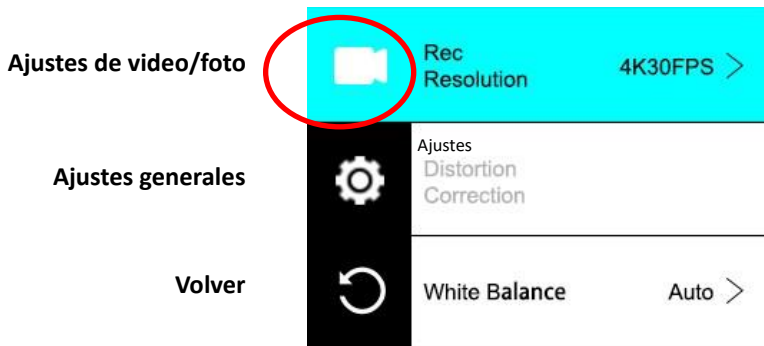 Ajustes de video/foto
Rec
Resolution
4K30FPS >
Ajustes generales
Ajustes
Distortion
Correction
Volver
White Balance
Auto >